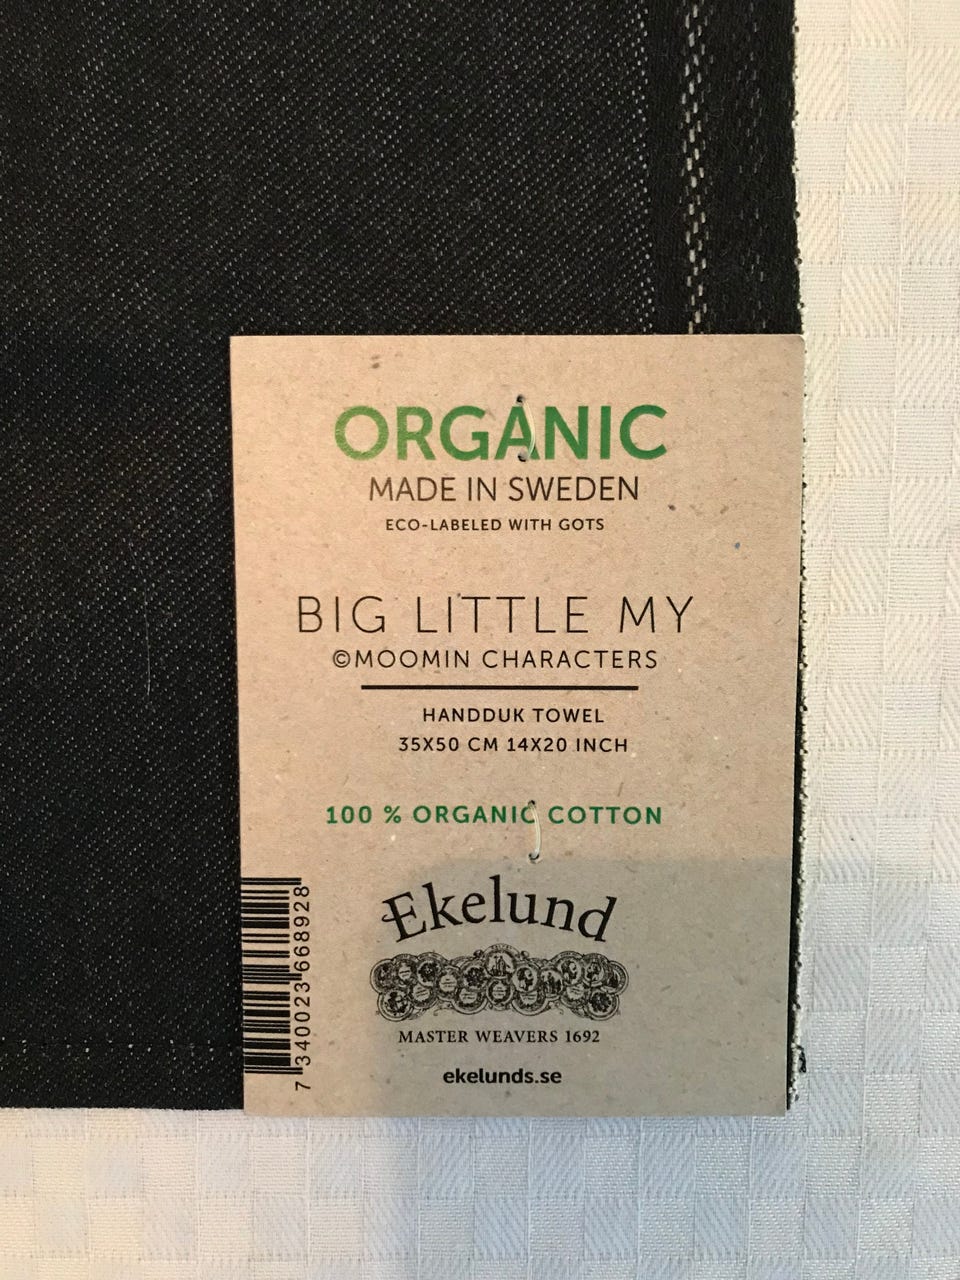 ORGANIC
MADE IN SWEDEN
ECO-LABELED WITH GOTS
BIG LITTLE MY
©MOOMIN CHARACTERS
HANDDUK TOWEL
35X50 CM 14X20 INCH
100 % ORGANIC COTTON
Ekelund
MASTER WEAVERS 1692
ekelunds.se
7 340023 668928